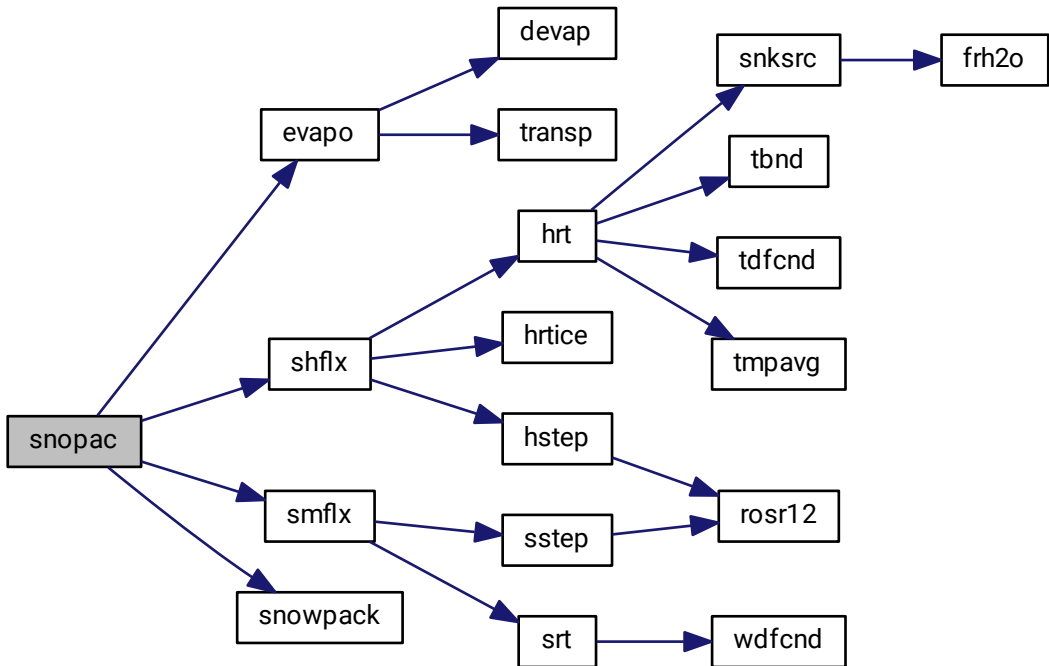 devap
snksrc
frh2o
evapo
transp
tbnd
hrt
tdfcnd
hrtice
shflx
tmpavg
snopac
hstep
smflx
rosr12
sstep
snowpack
srt
wdfcnd